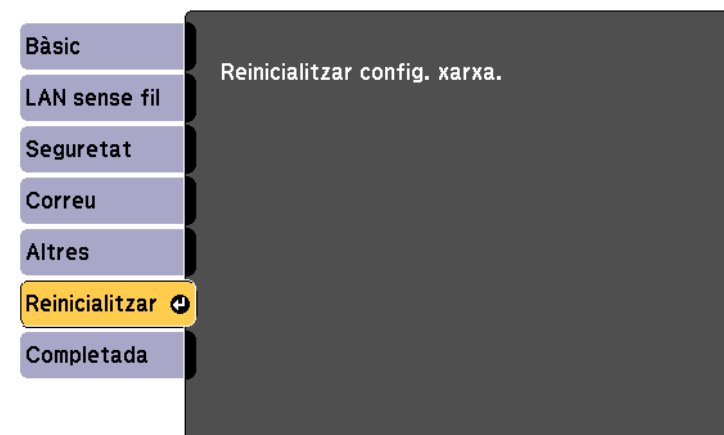 Bàsic
LAN sense fil
Seguretat
Correu
Altres
Reinicialitzar
Completada
Reinicialitzar config. xarxa.